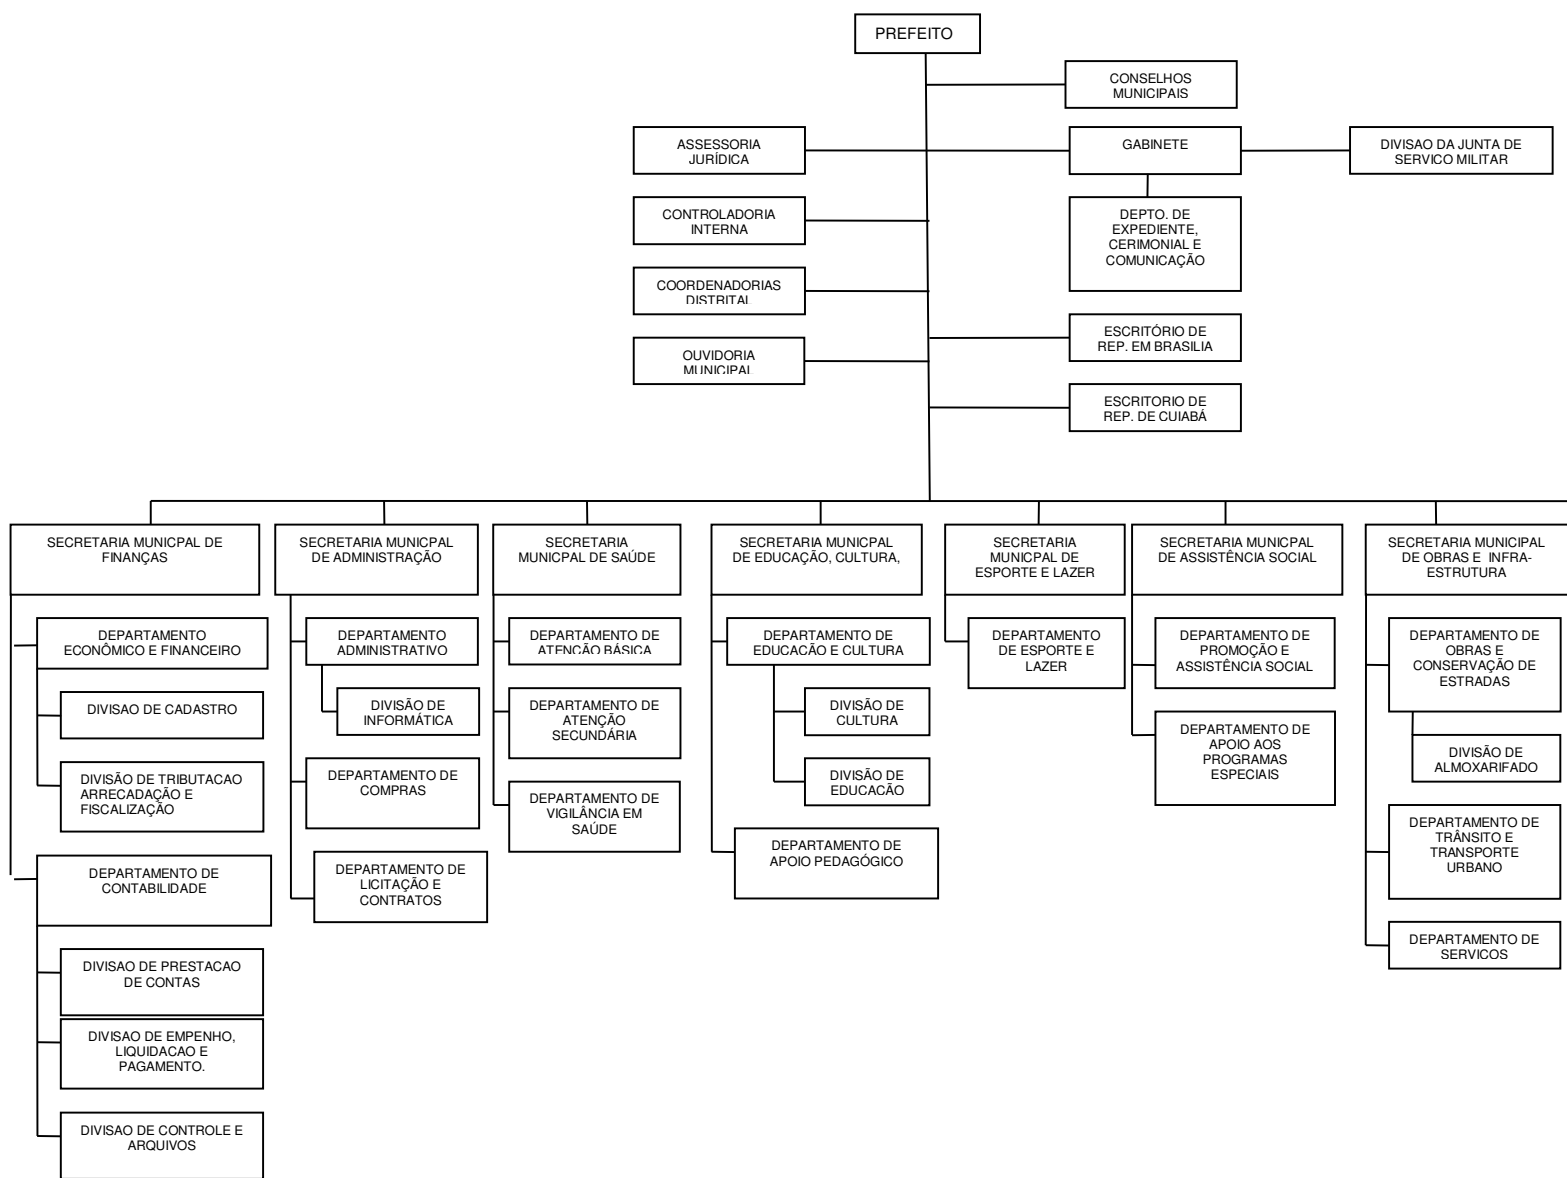 PREFEITO
CONSELHOS
MUNICIPAIS
ASSESSORIA
JURÍDICA
GABINETE
DIVISAO DA JUNTA DE
SERVICO MILITAR
CONTROLADORIA
INTERNA
DEPTO. DE
EXPEDIENTE,
CERIMONIAL E
COMUNICAÇÃO
COORDENADORIAS
DISTRITAL
ESCRITÓRIO DE
REP. EM BRASILIA
OUVIDORIA
MUNICIPAL
ESCRITORIO DE
REP. DE CUIABÁ
SECRETARIA MUNICPAL DE
FINANÇAS
SECRETARIA MUNICPAL
DE ADMINISTRAÇÃO
SECRETARIA
MUNICPAL DE SAÚDE
SECRETARIA MUNICPAL
DE EDUCAÇÃO, CULTURA,
SECRETARIA
MUNICPAL DE
ESPORTE E LAZER
SECRETARIA MUNICPAL
DE ASSISTÊNCIA SOCIAL
SECRETARIA MUNICIPAL
DE OBRAS E INFRA-
ESTRUTURA
DEPARTAMENTO
ECONÔMICO E FINANCEIRO
DIVISAO DE CADASTRO
DIVISÃO DE TRIBUTACAO
ARRECADAÇÃO E
FISCALIZAÇÃO
DEPARTAMENTO DE
CONTABILIDADE
DIVISAO DE PRESTACAO
DE CONTAS
DIVISAO DE EMPENHO,
LIQUIDACAO E
PAGAMENTO.
DIVISAO DE CONTROLE E
ARQUIVOS
DEPARTAMENTO
ADMINISTRATIVO
DIVISÃO DE
INFORMÁTICA
DEPARTAMENTO DE
COMPRAS
DEPARTAMENTO DE
LICITAÇÃO E
CONTRATOS
DEPARTAMENTO DE
ATENÇÃO BÁSICA
DEPARTAMENTO DE
ATENÇÃO
SECUNDÁRIA
DEPARTAMENTO DE
VIGILÂNCIA EM
SAÚDE
DEPARTAMENTO DE
EDUCACÃO E CULTURA
DIVISÃO DE
CULTURA
DIVISÃO DE
EDUCACÃO
DEPARTAMENTO DE
APOIO PEDAGÓGICO
DEPARTAMENTO
DE ESPORTE E
LAZER
DEPARTAMENTO DE
PROMOÇÃO E
ASSISTÊNCIA SOCIAL
DEPARTAMENTO DE
APOIO AOS
PROGRAMAS
ESPECIAIS
DEPARTAMENTO DE
OBRAS E
CONSERVAÇÃO DE
ESTRADAS
DIVISÃO DE
ALMOXARIFADO
DEPARTAMENTO DE
TRÂNSITO E
TRANSPORTE
URBANO
DEPARTAMENTO DE
SERVICOS